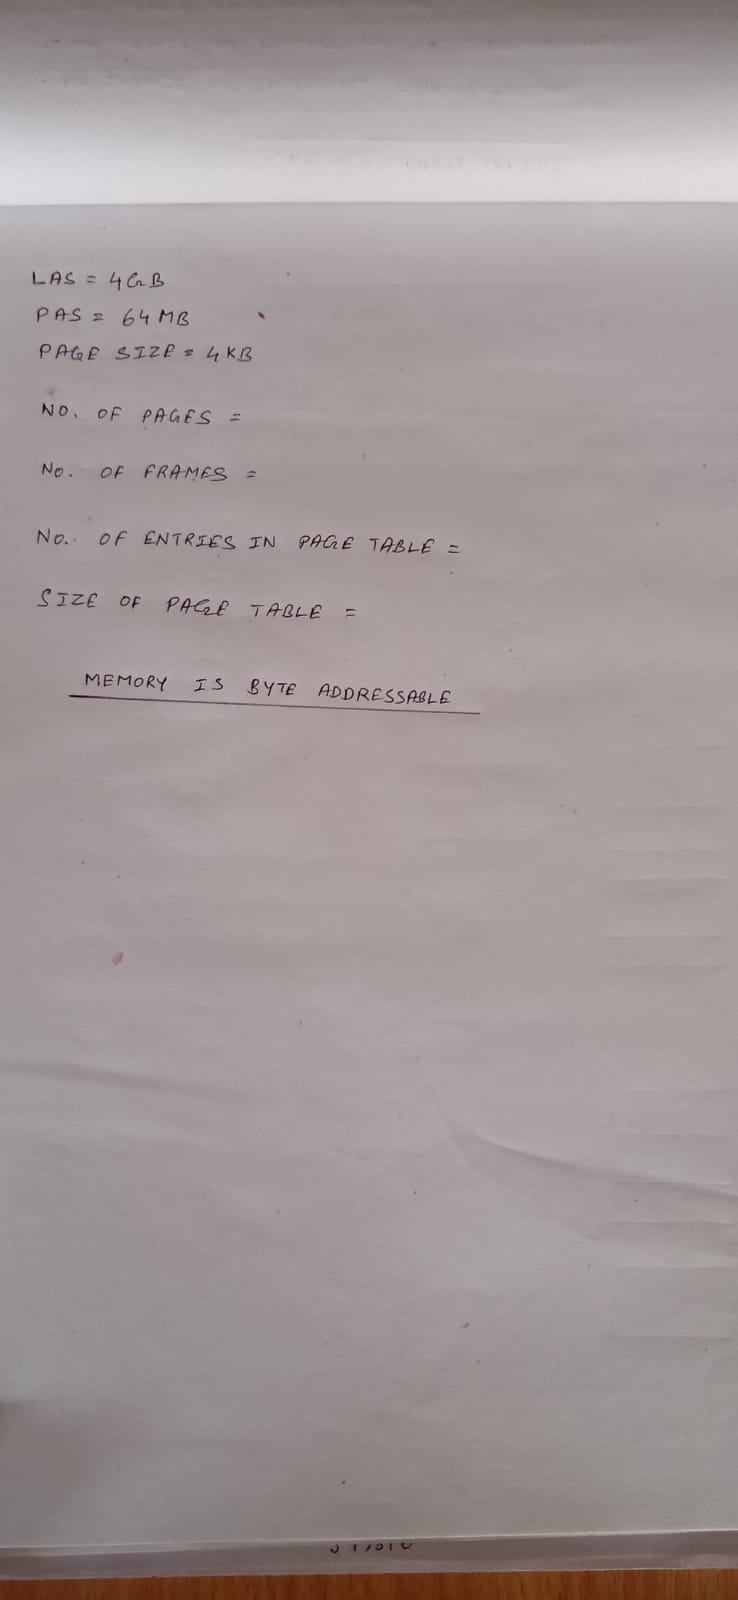 LAS = 4GB
PAS = 64 MB
PAGE SIZE = 4 KB
NO. OF PAGES =
No. OF FRAMES =
No.. OF ENTRIES IN PAGE TABLE =
SIZE OF PAGE TABLE =
MEMORY IS BYTE ADDRESSABLE